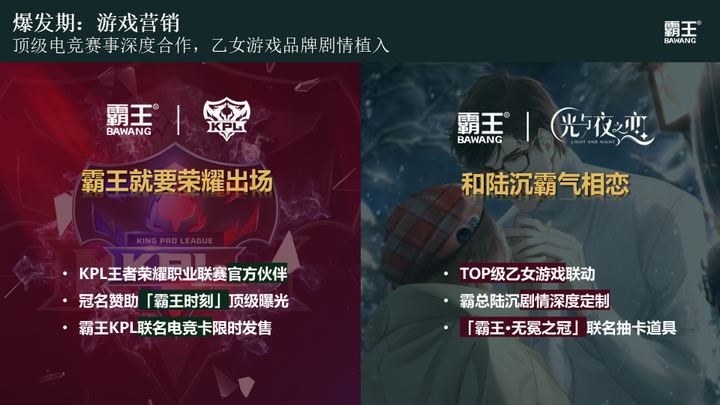 爆发期：游戏营销
顶级电竞赛事深度合作，乙女游戏品牌剧情植入
霸王®
BAWANG
霸王®
BAWANG
KPL
霸王就要荣耀出场
KING PRO LEAGUE
KPL
• KPL王者荣耀职业联赛官方伙伴
• 冠名赞助「霸王时刻」顶级曝光
• 霸王KPL联名电竞卡限时发售
霸王®
BAWANG
光与夜之恋
LIGHT AND NIGHT
和陆沉霸气相恋
• TOP级乙女游戏联动
• 霸总陆沉剧情深度定制
• 「霸王·无冕之冠」联名抽卡道具